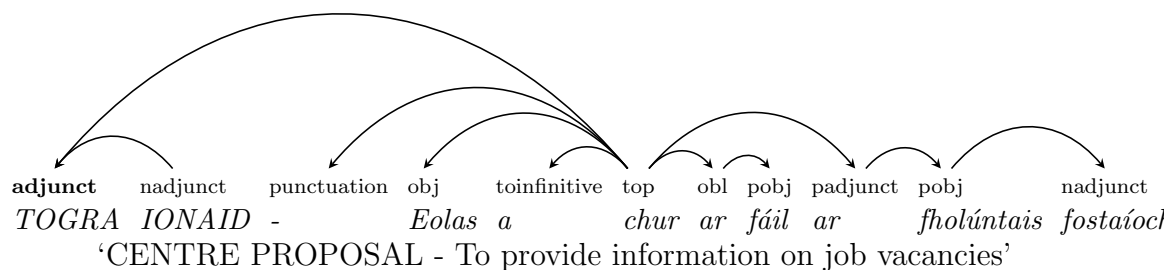 adjunct nadjunct punctuation obj toinfinitive top obl pobj padjunct pobj nadjunct
TOGRA IONAID - Eolas a chur ar fáil ar fholúntais
‘CENTRE PROPOSAL - To provide information on job vacancies’